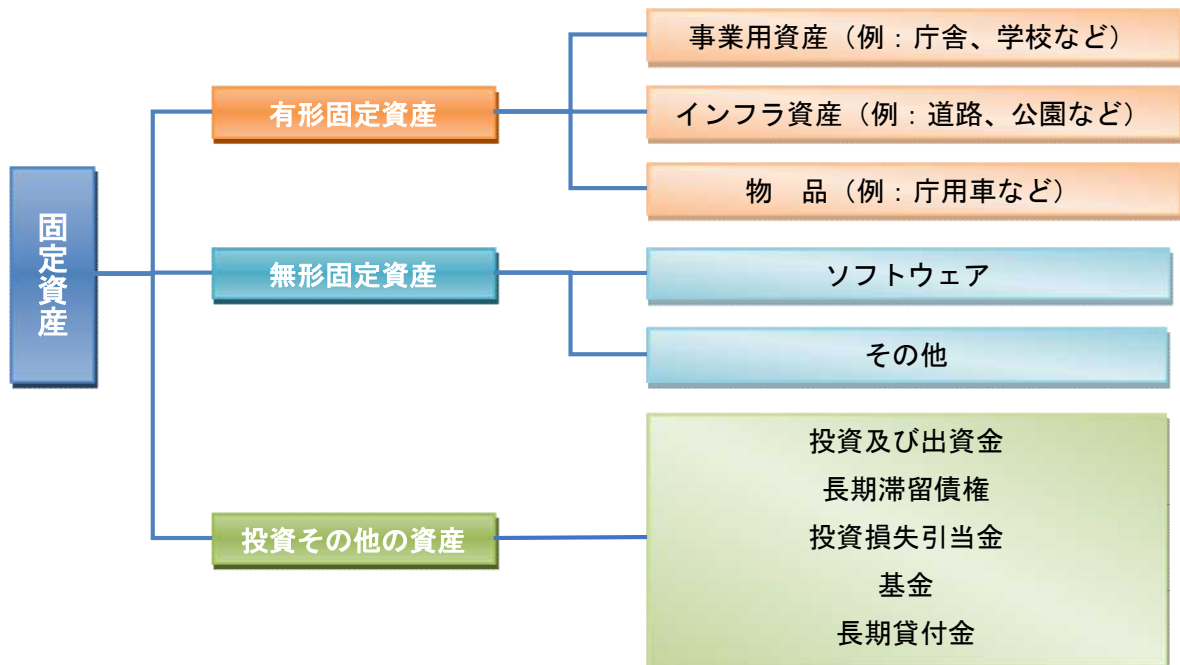 固定資産
有形固定資産
事業用資産（例：庁舎、学校など）
インフラ資産（例：道路、公園など）
物　品（例：庁用車など）
無形固定資産
ソフトウェア
その他
投資その他の資産
投資及び出資金
長期滞留債権
投資損失引当金
基金
長期貸付金